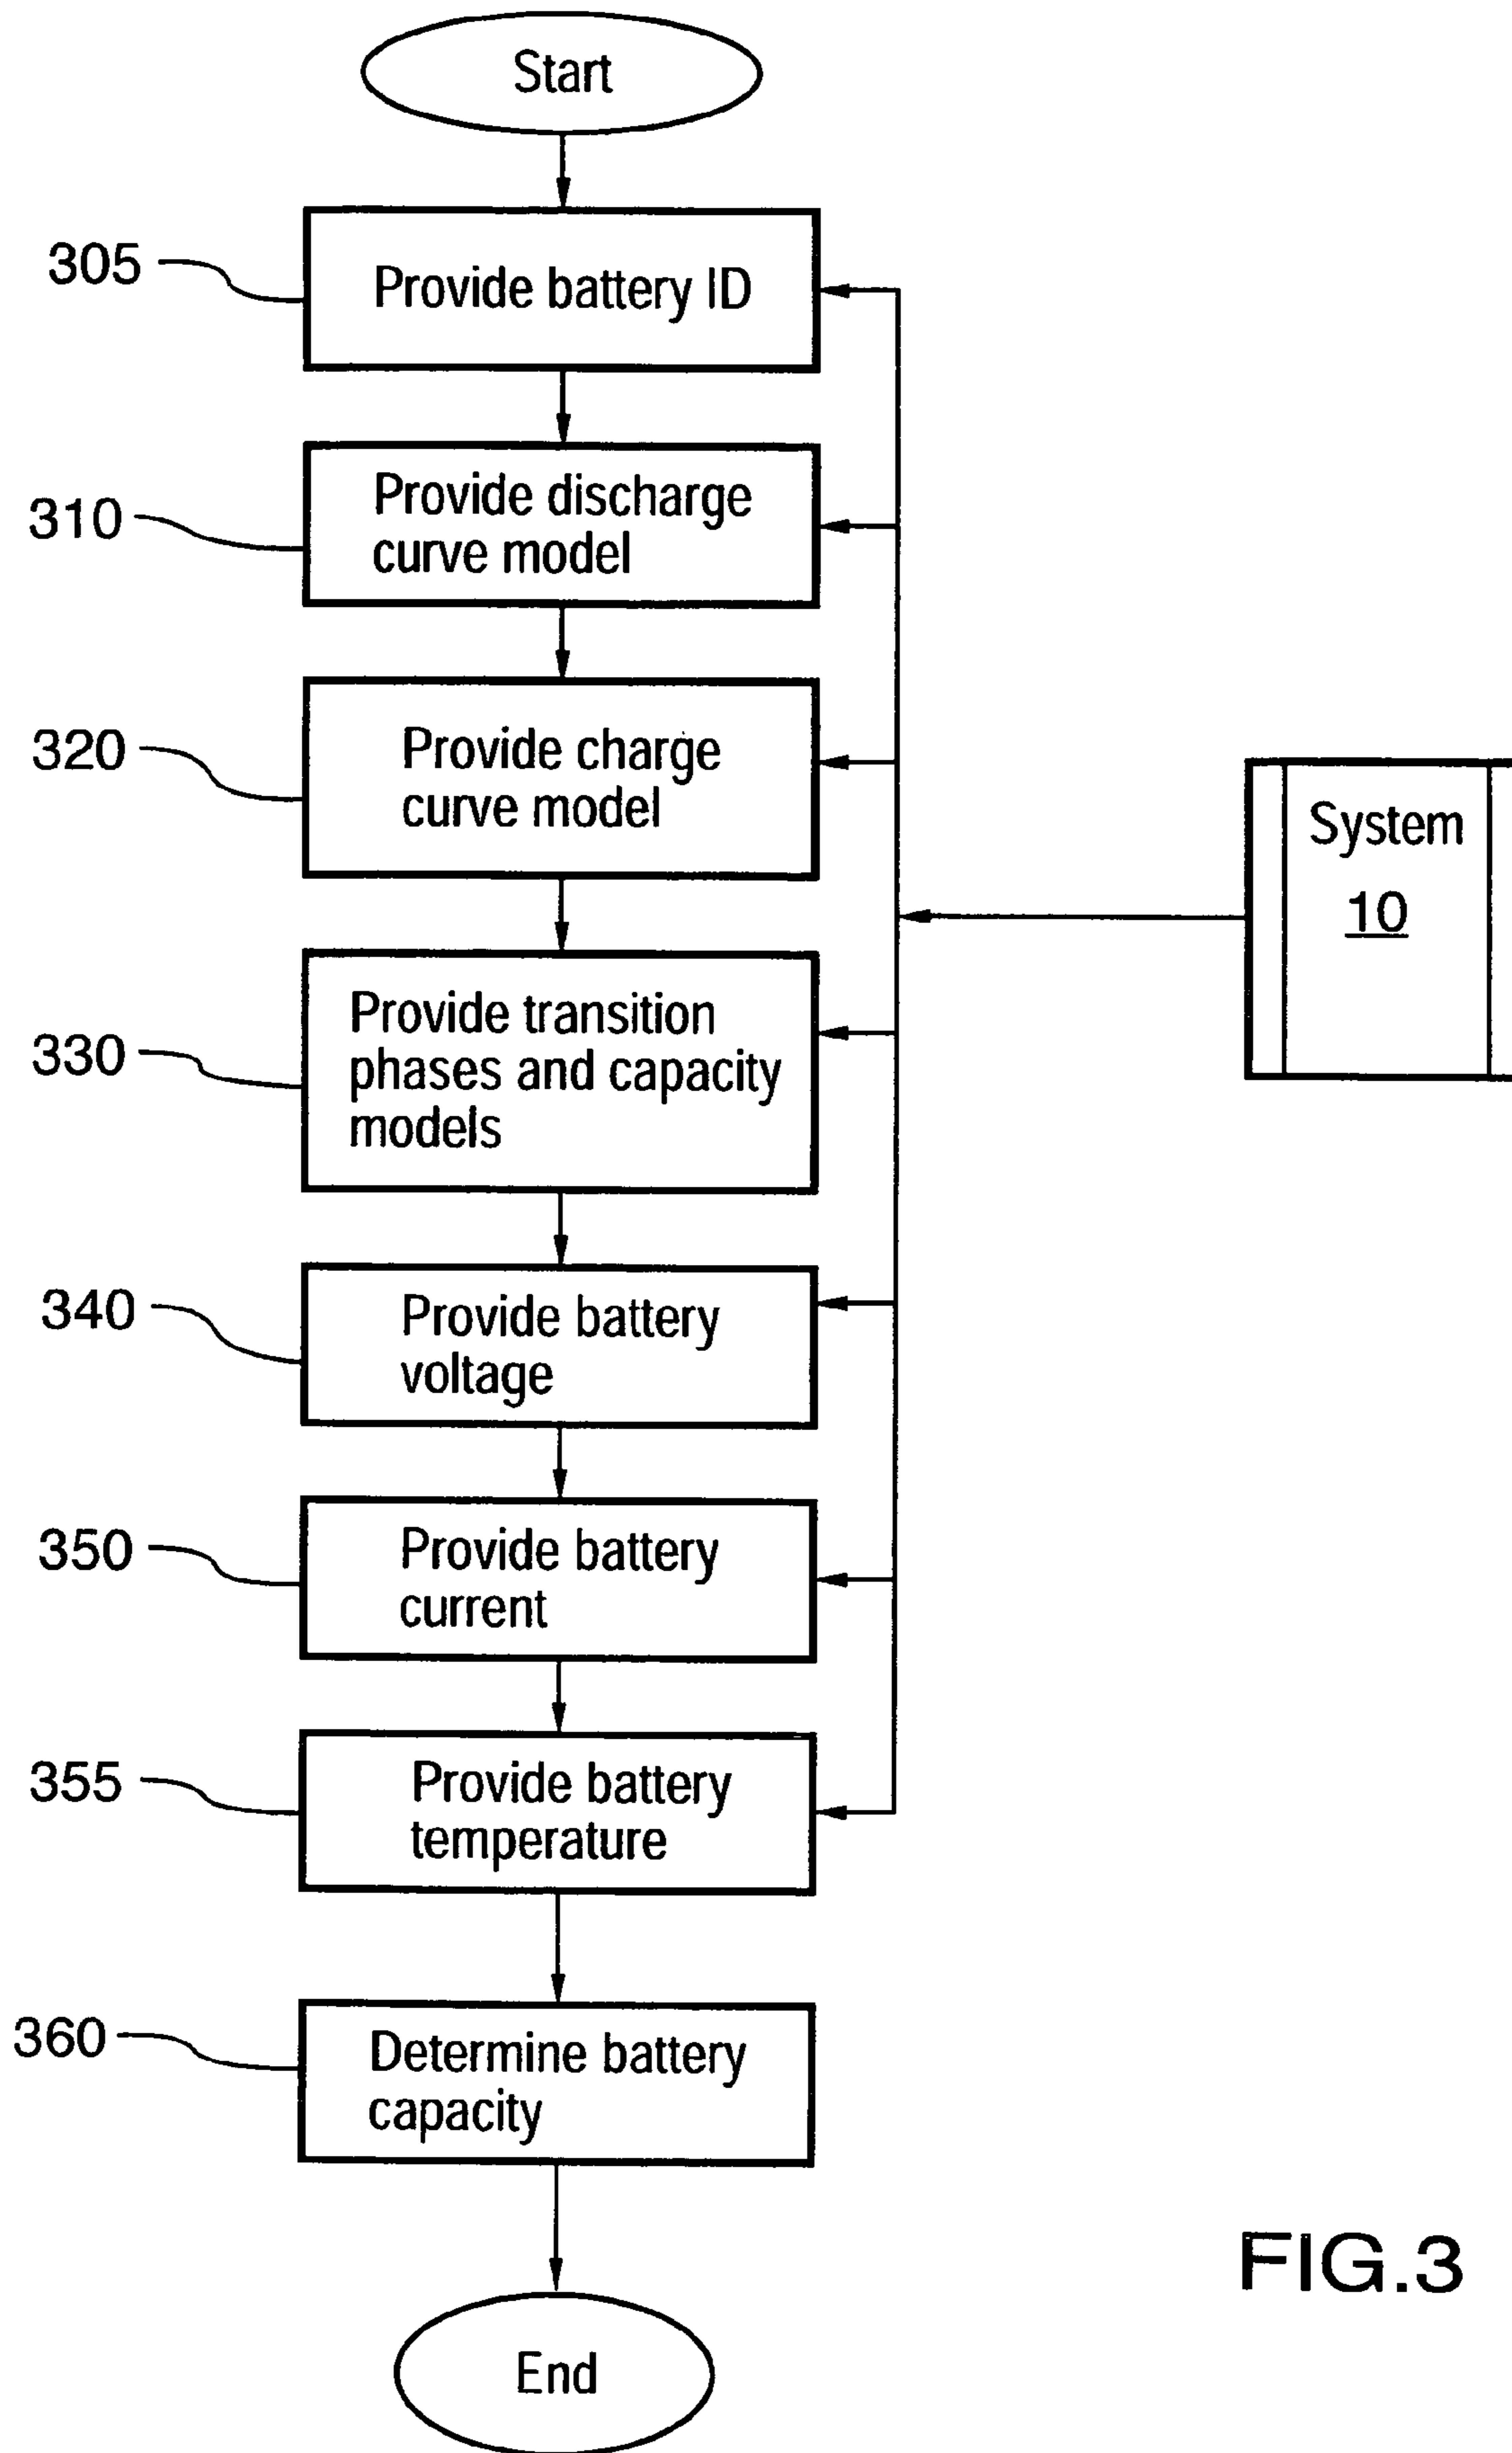 Start
305
Provide battery ID
310
Provide discharge
curve model
320
Provide charge
curve model
System
10
330
Provide transition
phases and capacity
models
340
Provide battery
voltage
350
Provide battery
current
355
Provide battery
temperature
360
Determine battery
capacity
End
FIG.3